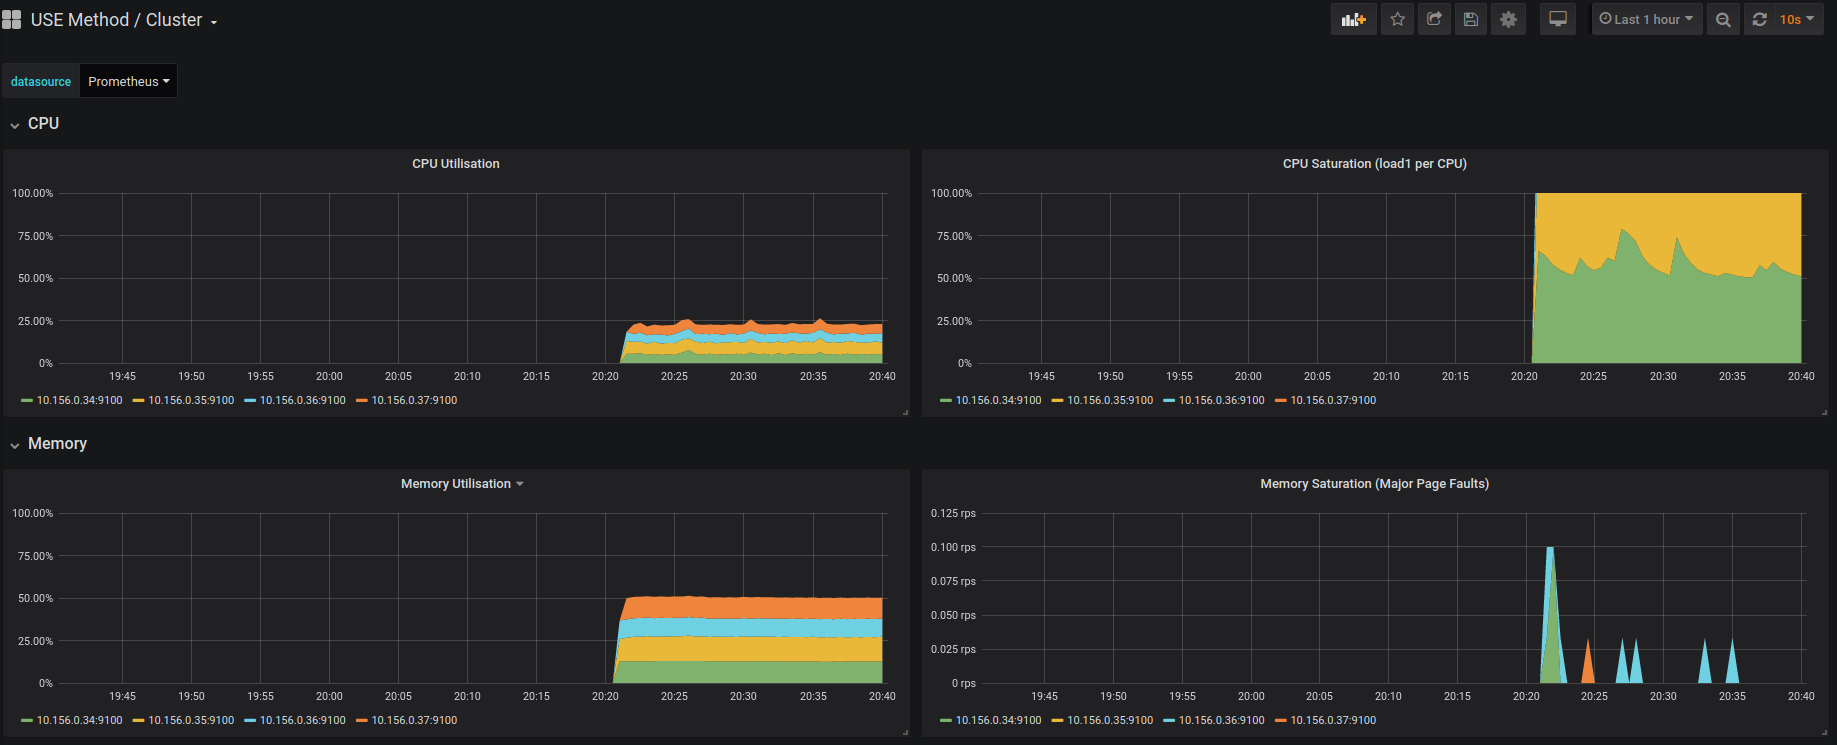 USE Method / Cluster
Last 1 hour
10s
datasource Prometheus
CPU
CPU Utilisation
100.00%
75.00%
50.00%
25.00%
0%
19:45 19:50 19:55 20:00 20:05 20:10 20:15 20:20 20:25 20:30 20:35 20:40
10.156.0.34:9100 10.156.0.35:9100 10.156.0.36:9100 10.156.0.37:9100
CPU Saturation (load1 per CPU)
100.00%
75.00%
50.00%
25.00%
0%
19:45 19:50 19:55 20:00 20:05 20:10 20:15 20:20 20:25 20:30 20:35 20:40
10.156.0.34:9100 10.156.0.35:9100 10.156.0.36:9100 10.156.0.37:9100
Memory
Memory Utilisation
100.00%
75.00%
50.00%
25.00%
0%
19:45 19:50 19:55 20:00 20:05 20:10 20:15 20:20 20:25 20:30 20:35 20:40
10.156.0.34:9100 10.156.0.35:9100 10.156.0.36:9100 10.156.0.37:9100
Memory Saturation (Major Page Faults)
0.125 rps
0.100 rps
0.075 rps
0.050 rps
0.025 rps
0 rps
19:45 19:50 19:55 20:00 20:05 20:10 20:15 20:20 20:25 20:30 20:35 20:40
10.156.0.34:9100 10.156.0.35:9100 10.156.0.36:9100 10.156.0.37:9100